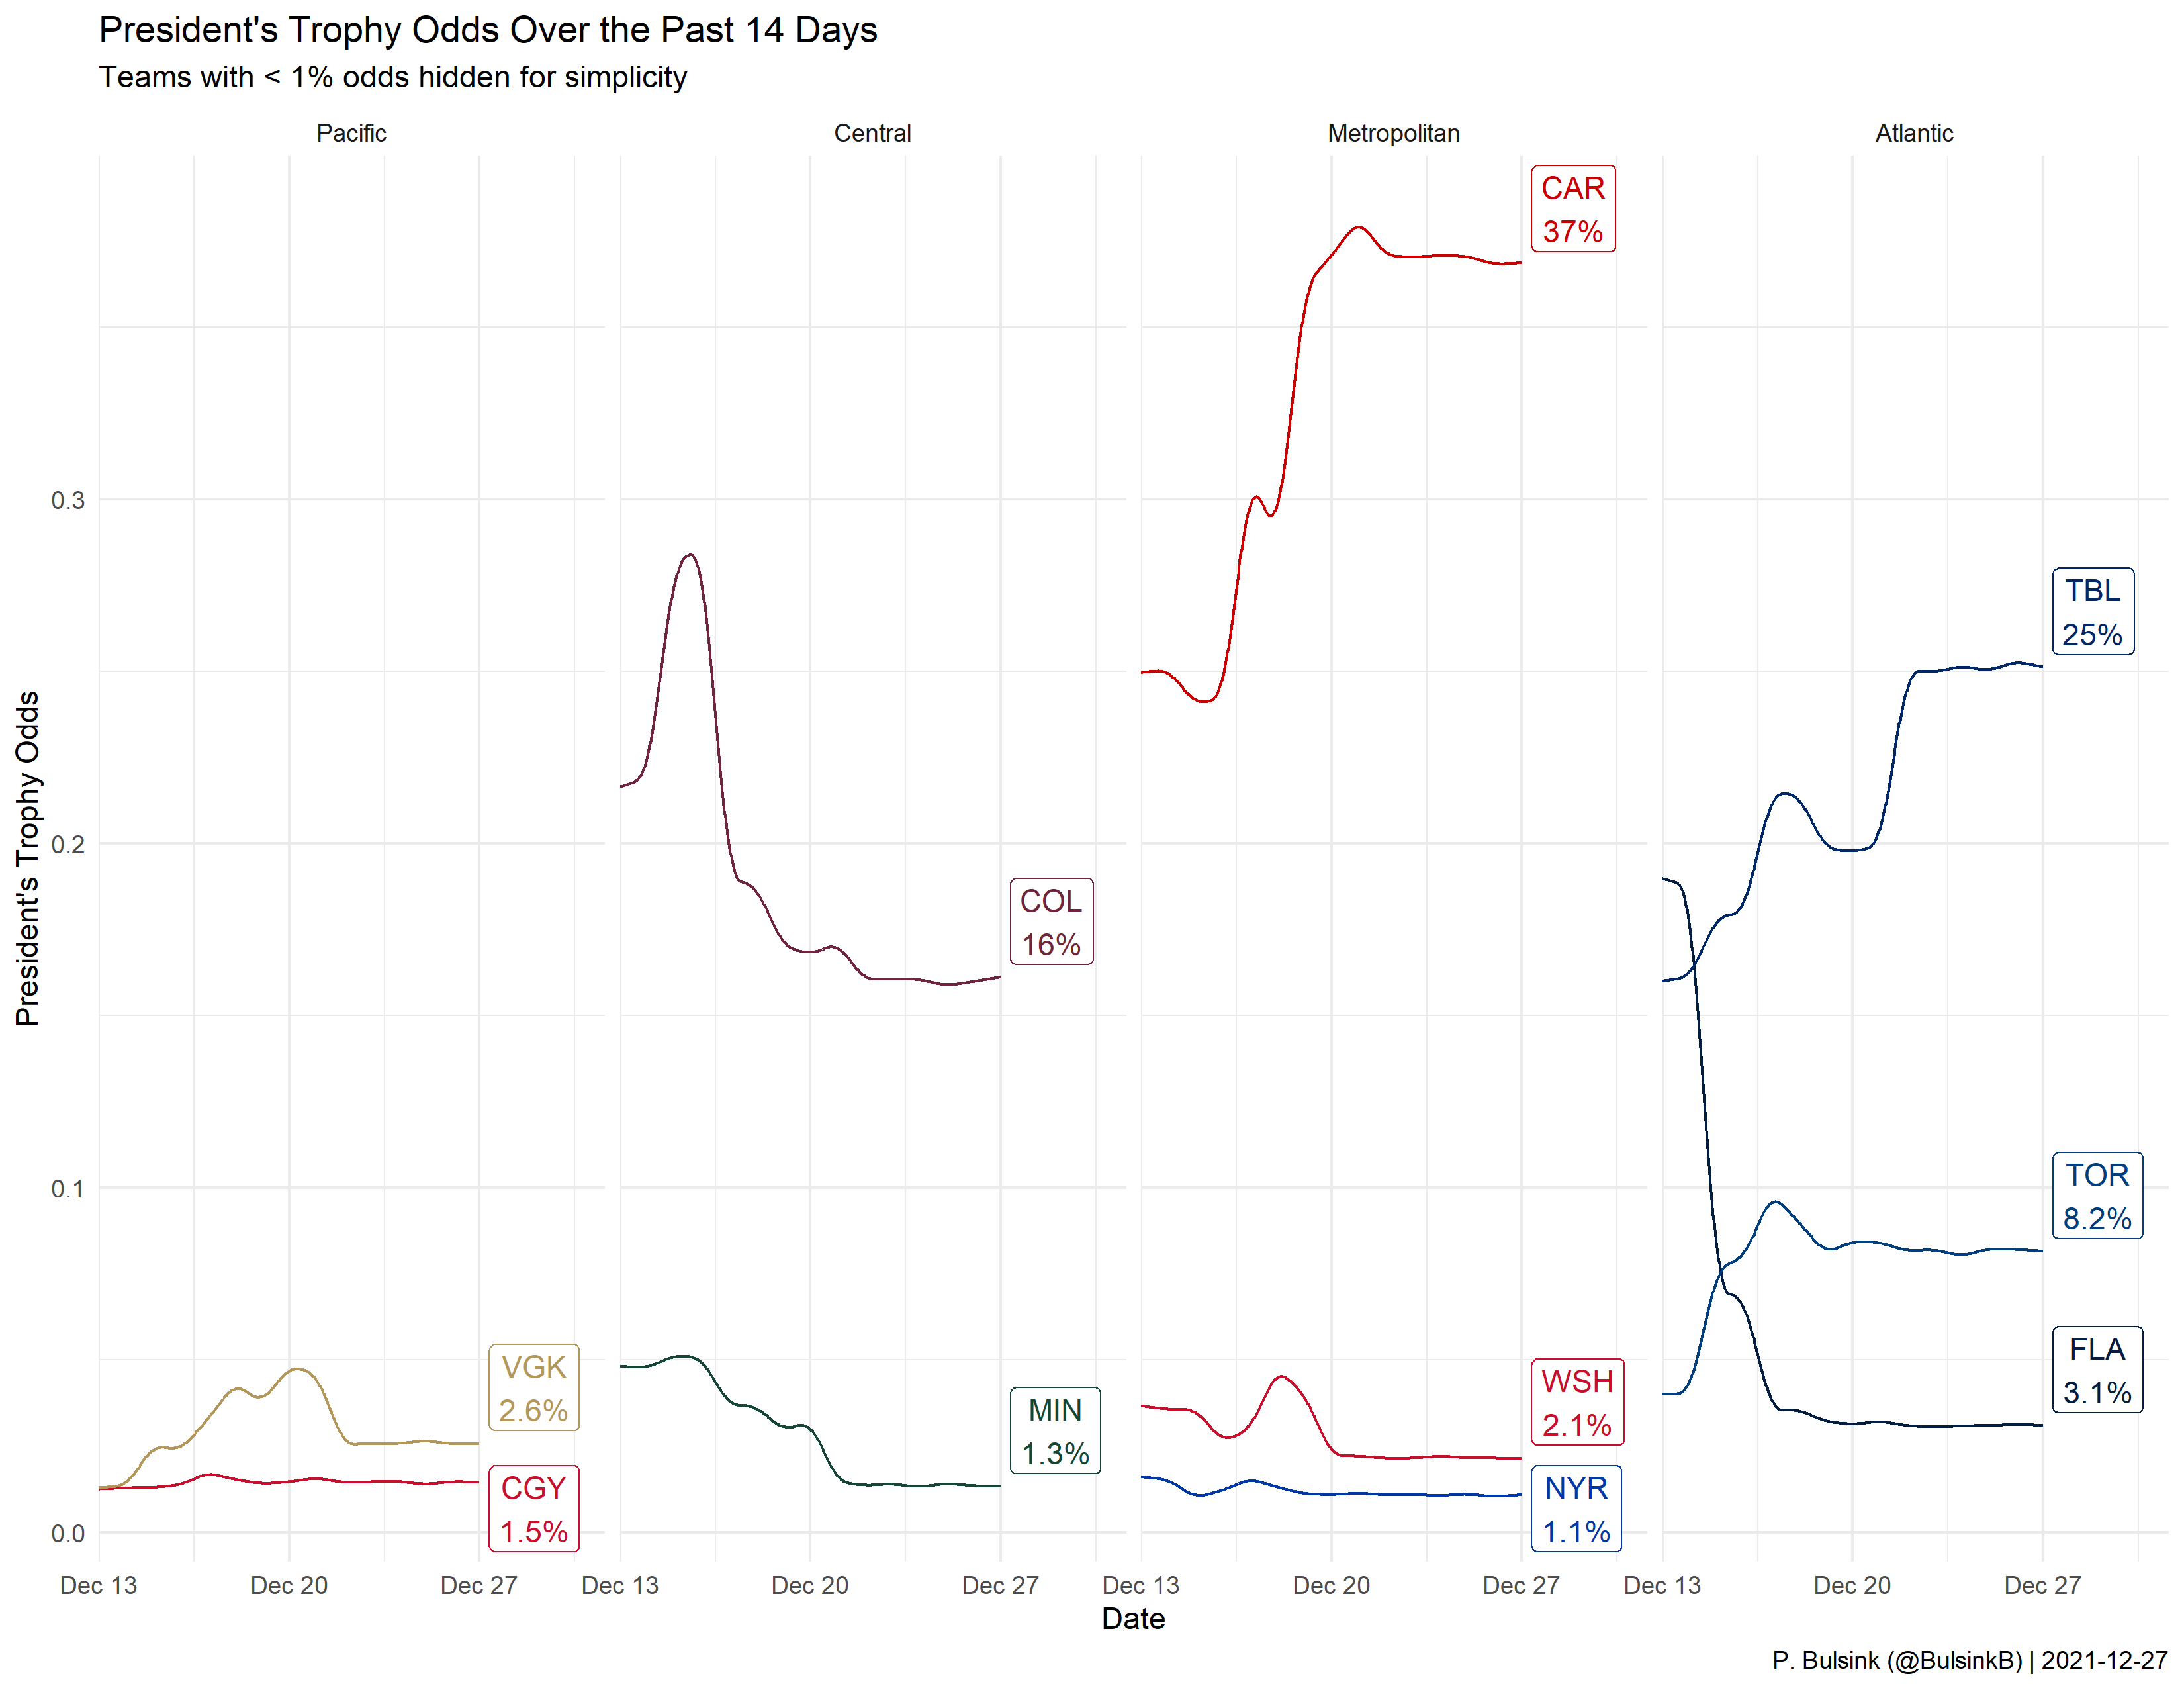 President's Trophy Odds Over the Past 14 Days
Teams with < 1% odds hidden for simplicity
Pacific
Central
Metropolitan
Atlantic
President's Trophy Odds
0.3
0.2
0.1
0.0
VGK
2.6%
CGY
1.5%
COL
16%
MIN
1.3%
CAR
37%
WSH
2.1%
NYR
1.1%
TBL
25%
TOR
8.2%
FLA
3.1%
Dec 13 Dec 20 Dec 27 Dec 13 Dec 20 Dec 27 Dec 13 Dec 20 Dec 27 Dec 13 Dec 20 Dec 27
Date
P. Bulsink (@BulsinkB) | 2021-12-27